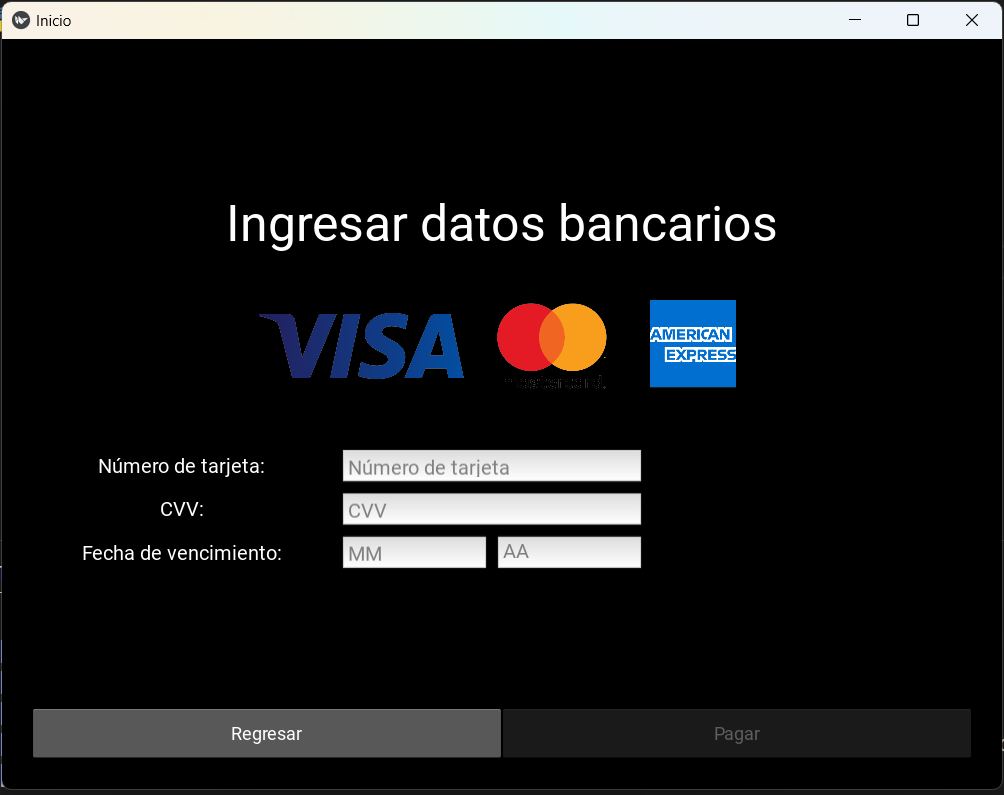 Inicio
Ingresar datos bancarios
VISA
AMERICAN
EXPRESS
Número de tarjeta:
Número de tarjeta
CVV:
CVV
Fecha de vencimiento:
MM
AA
Regresar
Pagar